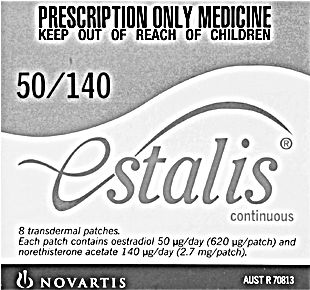 PRESCRIPTION ONLY MEDICINE
KEEP OUT OF REACH OF CHILDREN
50/140
estalis®
continuous
8 transdermal patches.
Each patch contains oestradiol 50 µg/day (620 µg/patch) and
norethisterone acetate 140 µg/day (2.7 mg/patch).
NOVARTIS AUST R 70813